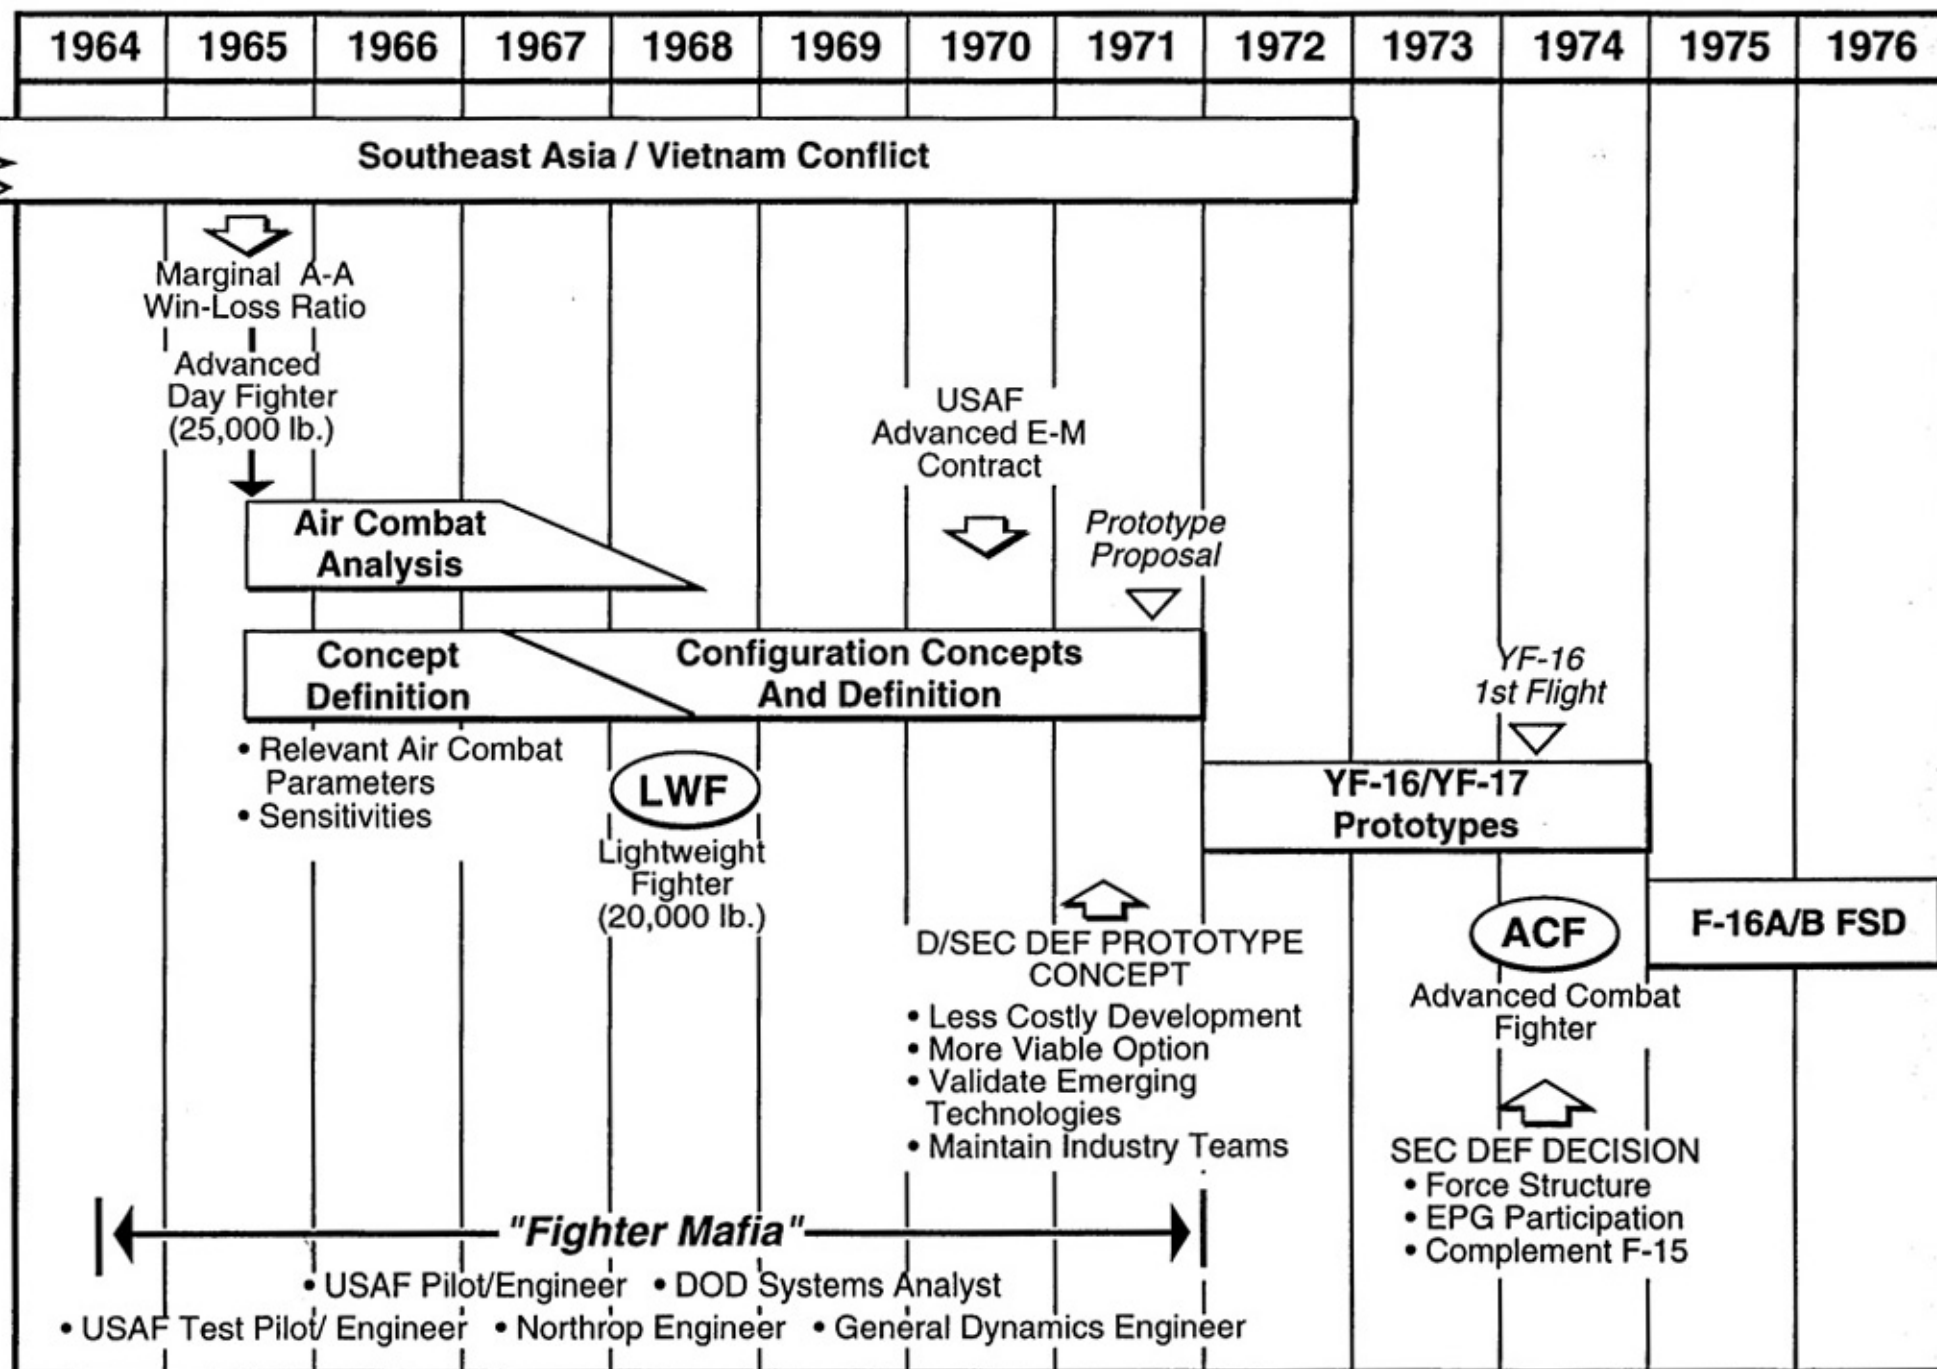 1964 1965 1966 1967 1968 1969 1970 1971 1972 1973 1974 1975 1976
Southeast Asia / Vietnam Conflict
Marginal A-A
Win-Loss Ratio
Advanced
Day Fighter
(25,000 lb.)
USAF
Advanced E-M
Contract
Air Combat
Analysis
Prototype
Proposal
Concept
Definition
Configuration Concepts
And Definition
• Relevant Air Combat
Parameters
• Sensitivities
LWF
Lightweight
Fighter
(20,000 lb.)
YF-16
1st Flight
YF-16/YF-17
Prototypes
D/SEC DEF PROTOTYPE
CONCEPT
• Less Costly Development
• More Viable Option
• Validate Emerging
Technologies
• Maintain Industry Teams
ACF
Advanced Combat
Fighter
F-16A/B FSD
SEC DEF DECISION
• Force Structure
• EPG Participation
• Complement F-15
"Fighter Mafia"
• USAF Pilot/Engineer • DOD Systems Analyst
• USAF Test Pilot/ Engineer • Northrop Engineer • General Dynamics Engineer